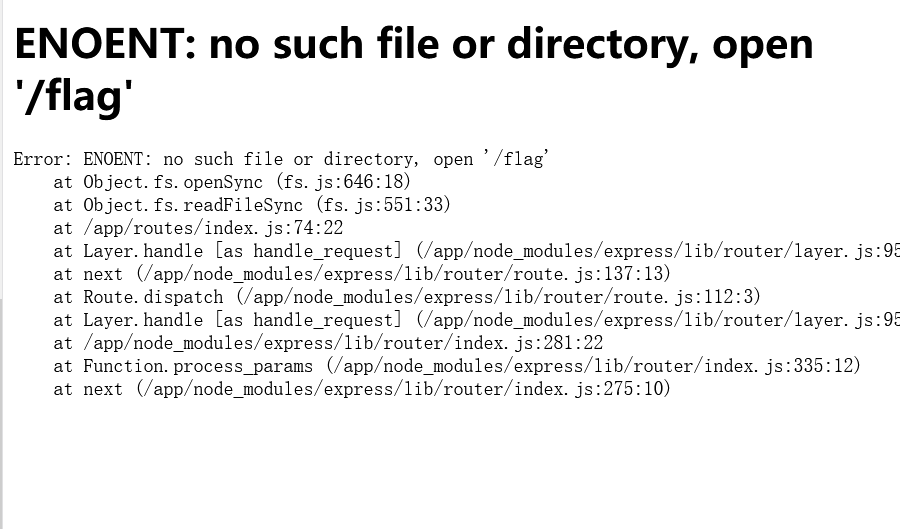 ENOENT: no such file or directory, open
'/flag'
Error: ENOENT: no such file or directory, open '/flag'
    at Object.fs.openSync (fs.js:646:18)
    at Object.fs.readFileSync (fs.js:551:33)
    at /app/routes/index.js:74:22
    at Layer.handle [as handle_request] (/app/node_modules/express/lib/router/layer.js:95
    at next (/app/node_modules/express/lib/router/route.js:137:13)
    at Route.dispatch (/app/node_modules/express/lib/router/route.js:112:3)
    at Layer.handle [as handle_request] (/app/node_modules/express/lib/router/layer.js:95
    at /app/node_modules/express/lib/router/index.js:281:22
    at Function.process_params (/app/node_modules/express/lib/router/index.js:335:12)
    at next (/app/node_modules/express/lib/router/index.js:275:10)